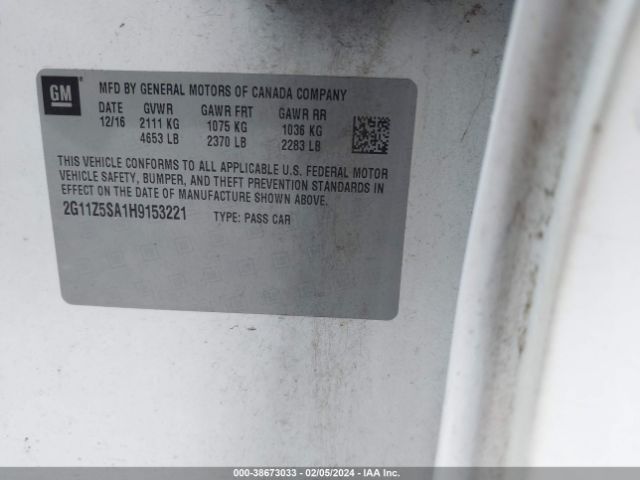 GM MFD BY GENERAL MOTORS OF CANADA COMPANY
DATE GVWR GAWR FRT GAWR RR
12/16 2111 KG 1075 KG 1036 KG
4653 LB 2370 LB 2283 LB
THIS VEHICLE CONFORMS TO ALL APPLICABLE U.S. FEDERAL MOTOR
VEHICLE SAFETY, BUMPER, AND THEFT PREVENTION STANDARDS IN
EFFECT ON THE DATE OF MANUFACTURE SHOWN ABOVE.
2G11Z5SA1H9153221 TYPE: PASS CAR
000-38673033 - 02/05/2024 - IAA Inc.